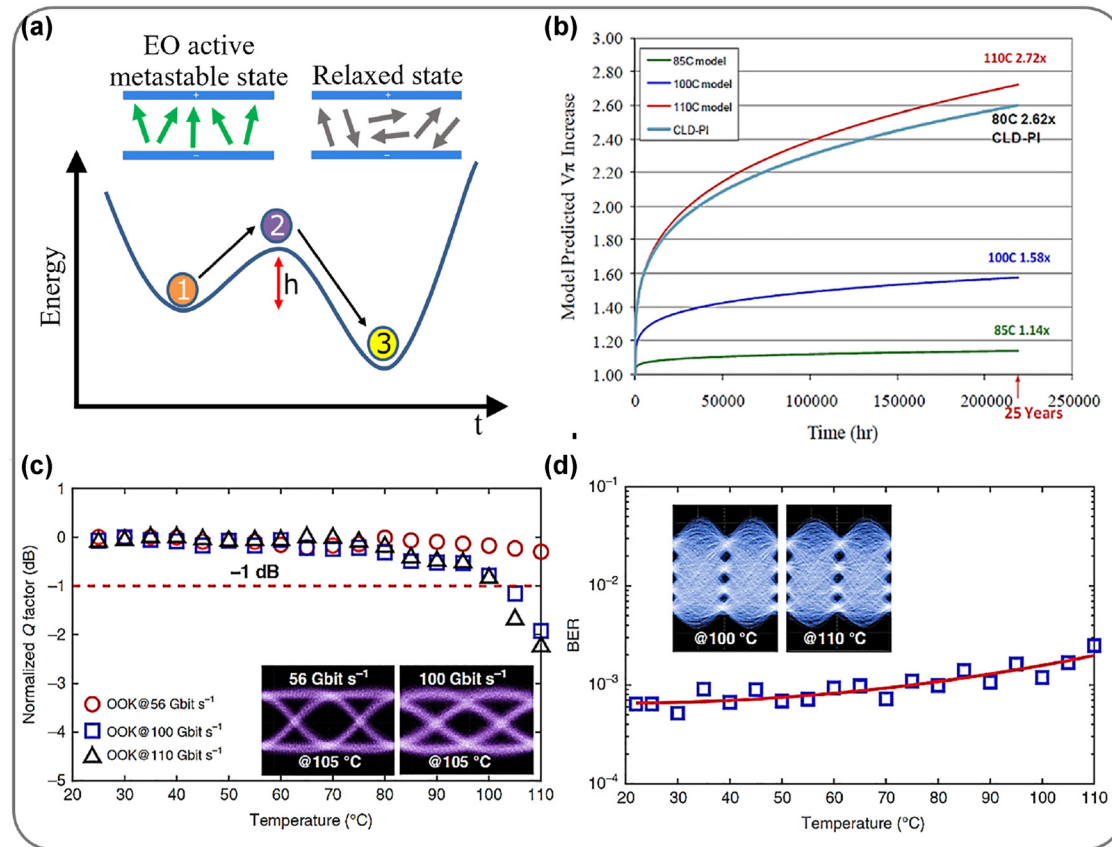 (a)
EO active
metastable state
Relaxed state
+
+
−
−
Energy
1
2
h
3
t
(b)
Model Predicted Vπ Increase
3.00
2.80
2.60
2.40
2.20
2.00
1.80
1.60
1.40
1.20
1.00
85C model
100C model
110C model
CLD-PI
110C 2.72x
80C 2.62x
CLD-PI
100C 1.58x
85C 1.14x
0 50000 100000 150000 200000 250000
25 Years
Time (hr)
(c)
Normalized Q factor (dB)
1
0
−1
−2
−3
−4
−5
−1 dB
OOK@56 Gbit s⁻¹
OOK@100 Gbit s⁻¹
OOK@110 Gbit s⁻¹
56 Gbit s⁻¹
@105 °C
100 Gbit s⁻¹
@105 °C
20 30 40 50 60 70 80 90 100 110
Temperature (°C)
(d)
BER
10⁻¹
10⁻²
10⁻³
10⁻⁴
@100 °C
@110 °C
20 30 40 50 60 70 80 90 100 110
Temperature (°C)